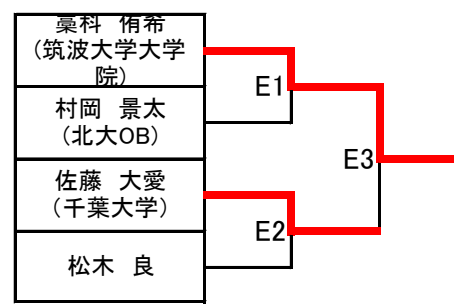 藁科 侑希
(筑波大学大学
院)
E1
村岡 景太
(北大OB)
E3
佐藤 大愛
(千葉大学)
E2
松木 良